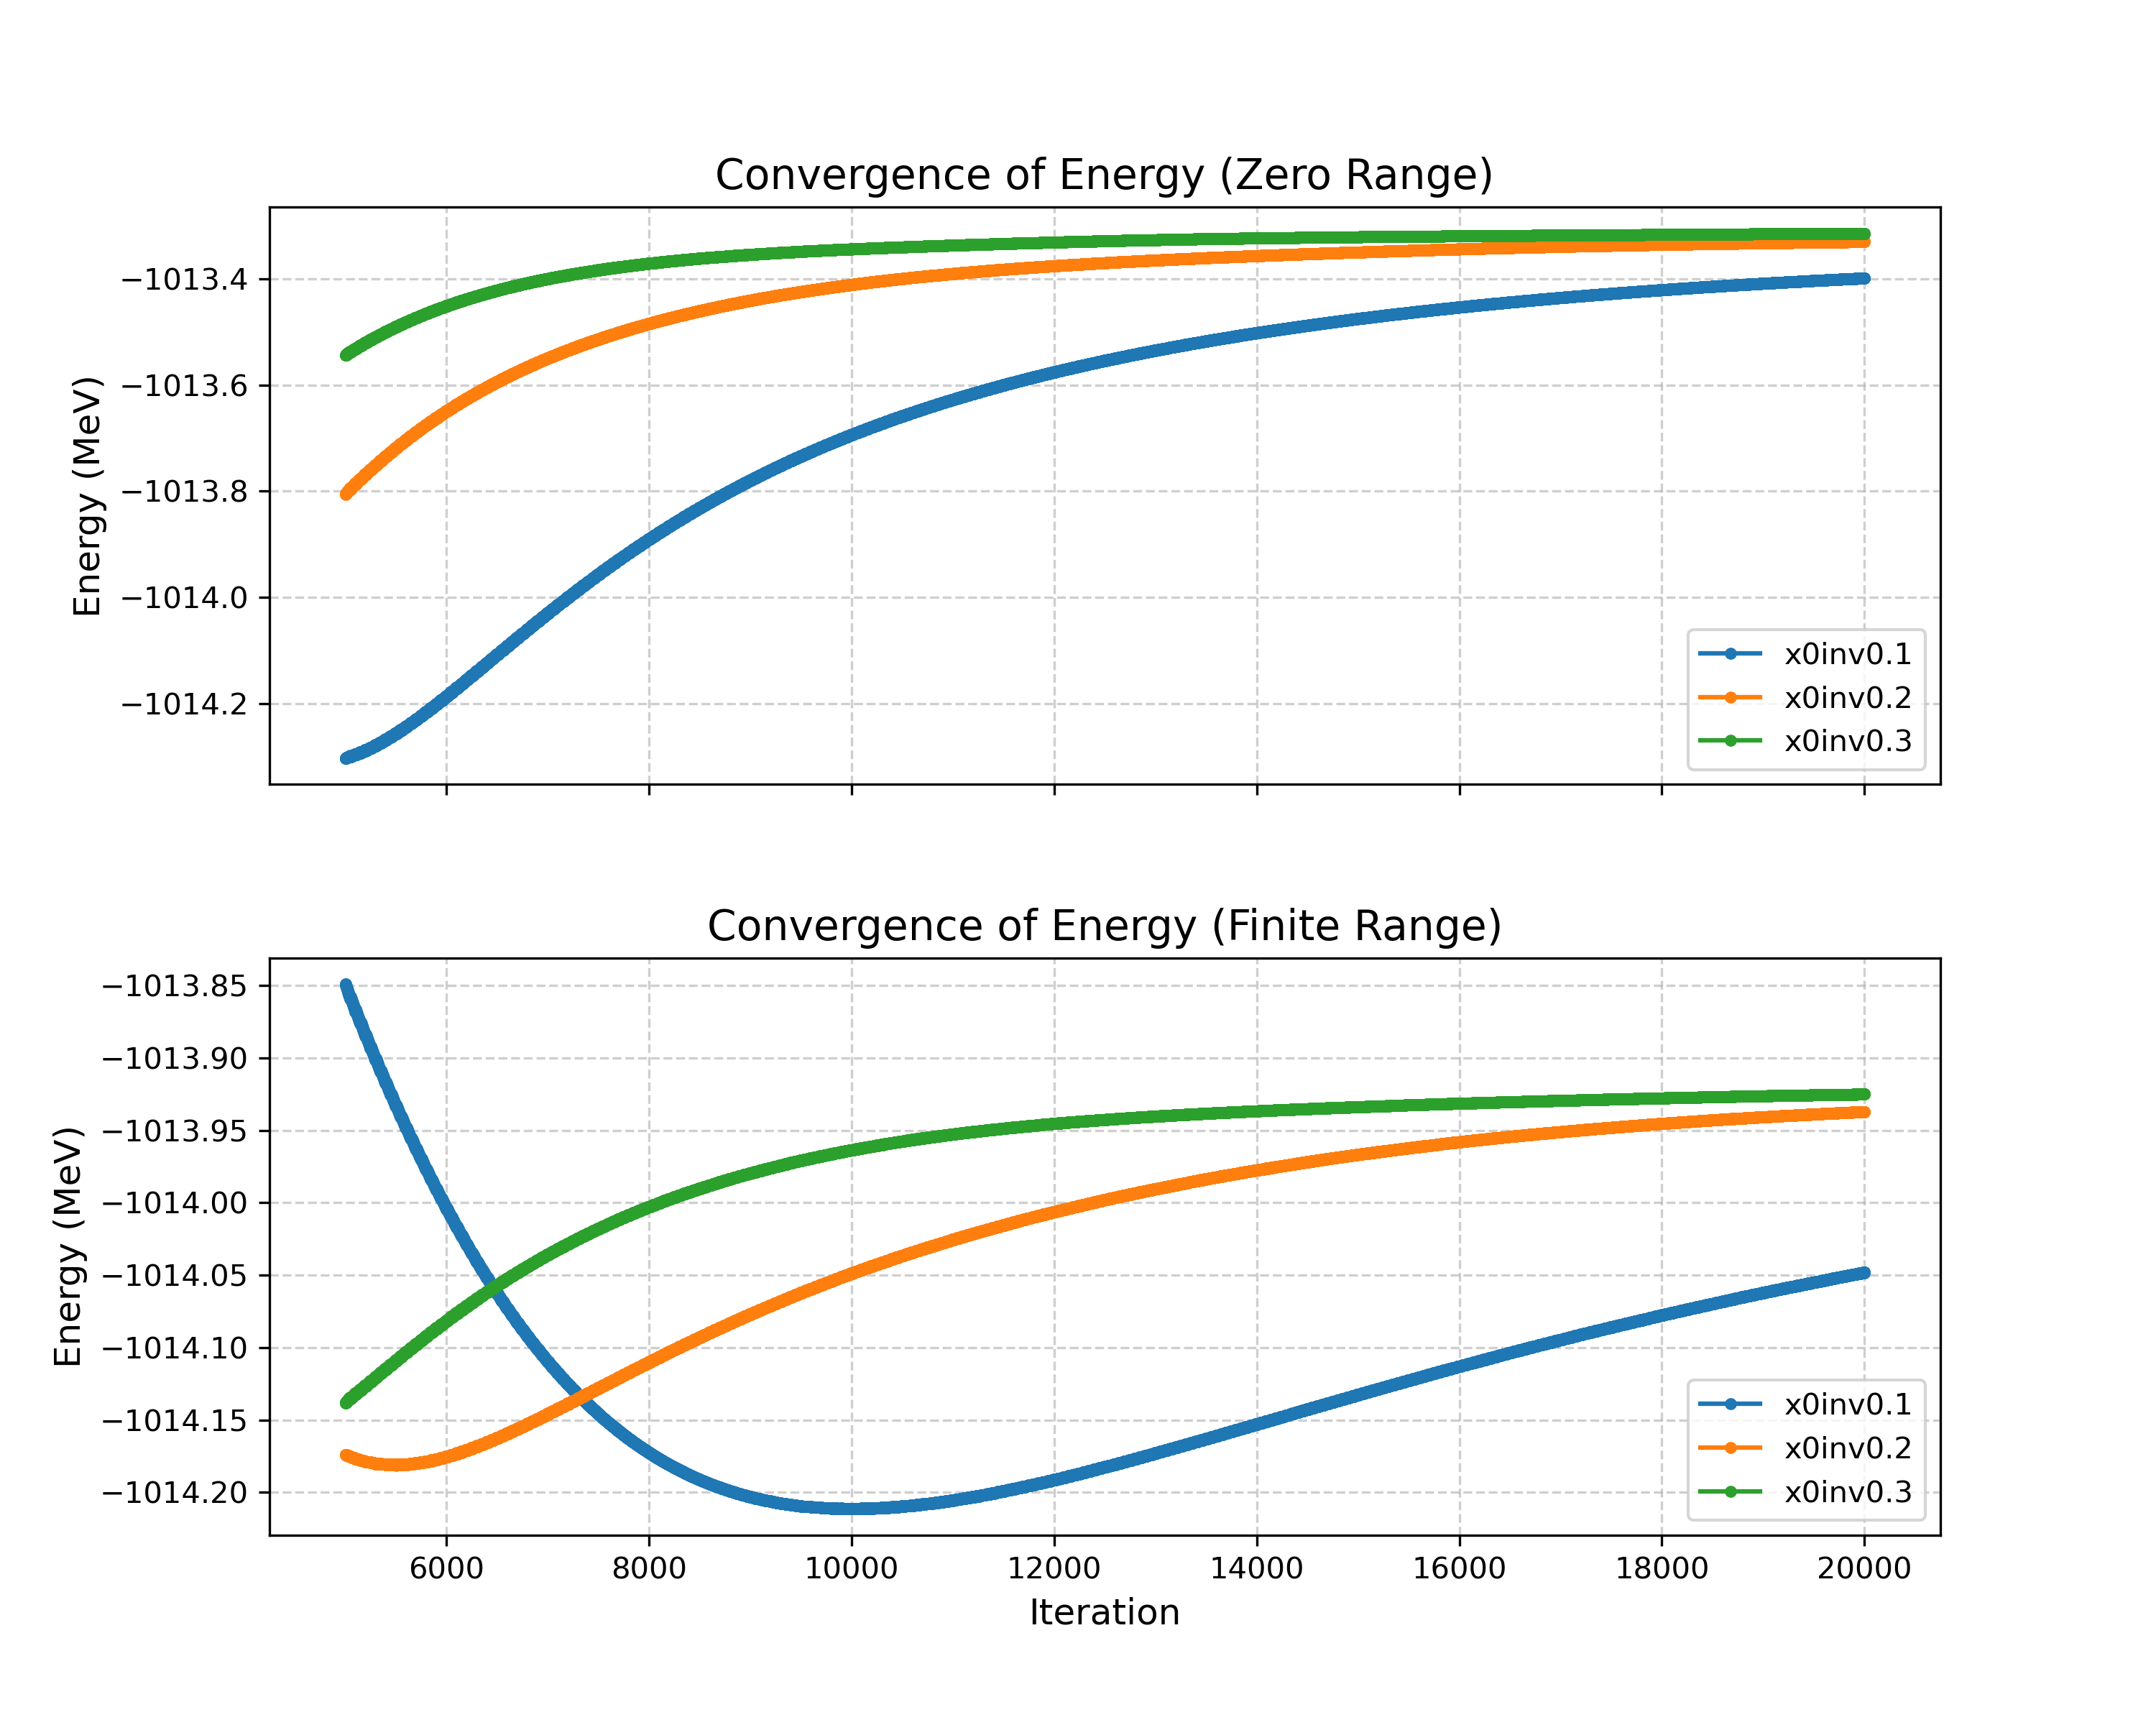 Convergence of Energy (Zero Range)
Energy (MeV)
−1013.4
−1013.6
−1013.8
−1014.0
−1014.2
x0inv0.1
x0inv0.2
x0inv0.3
Convergence of Energy (Finite Range)
Energy (MeV)
−1013.85
−1013.90
−1013.95
−1014.00
−1014.05
−1014.10
−1014.15
−1014.20
x0inv0.1
x0inv0.2
x0inv0.3
6000 8000 10000 12000 14000 16000 18000 20000
Iteration